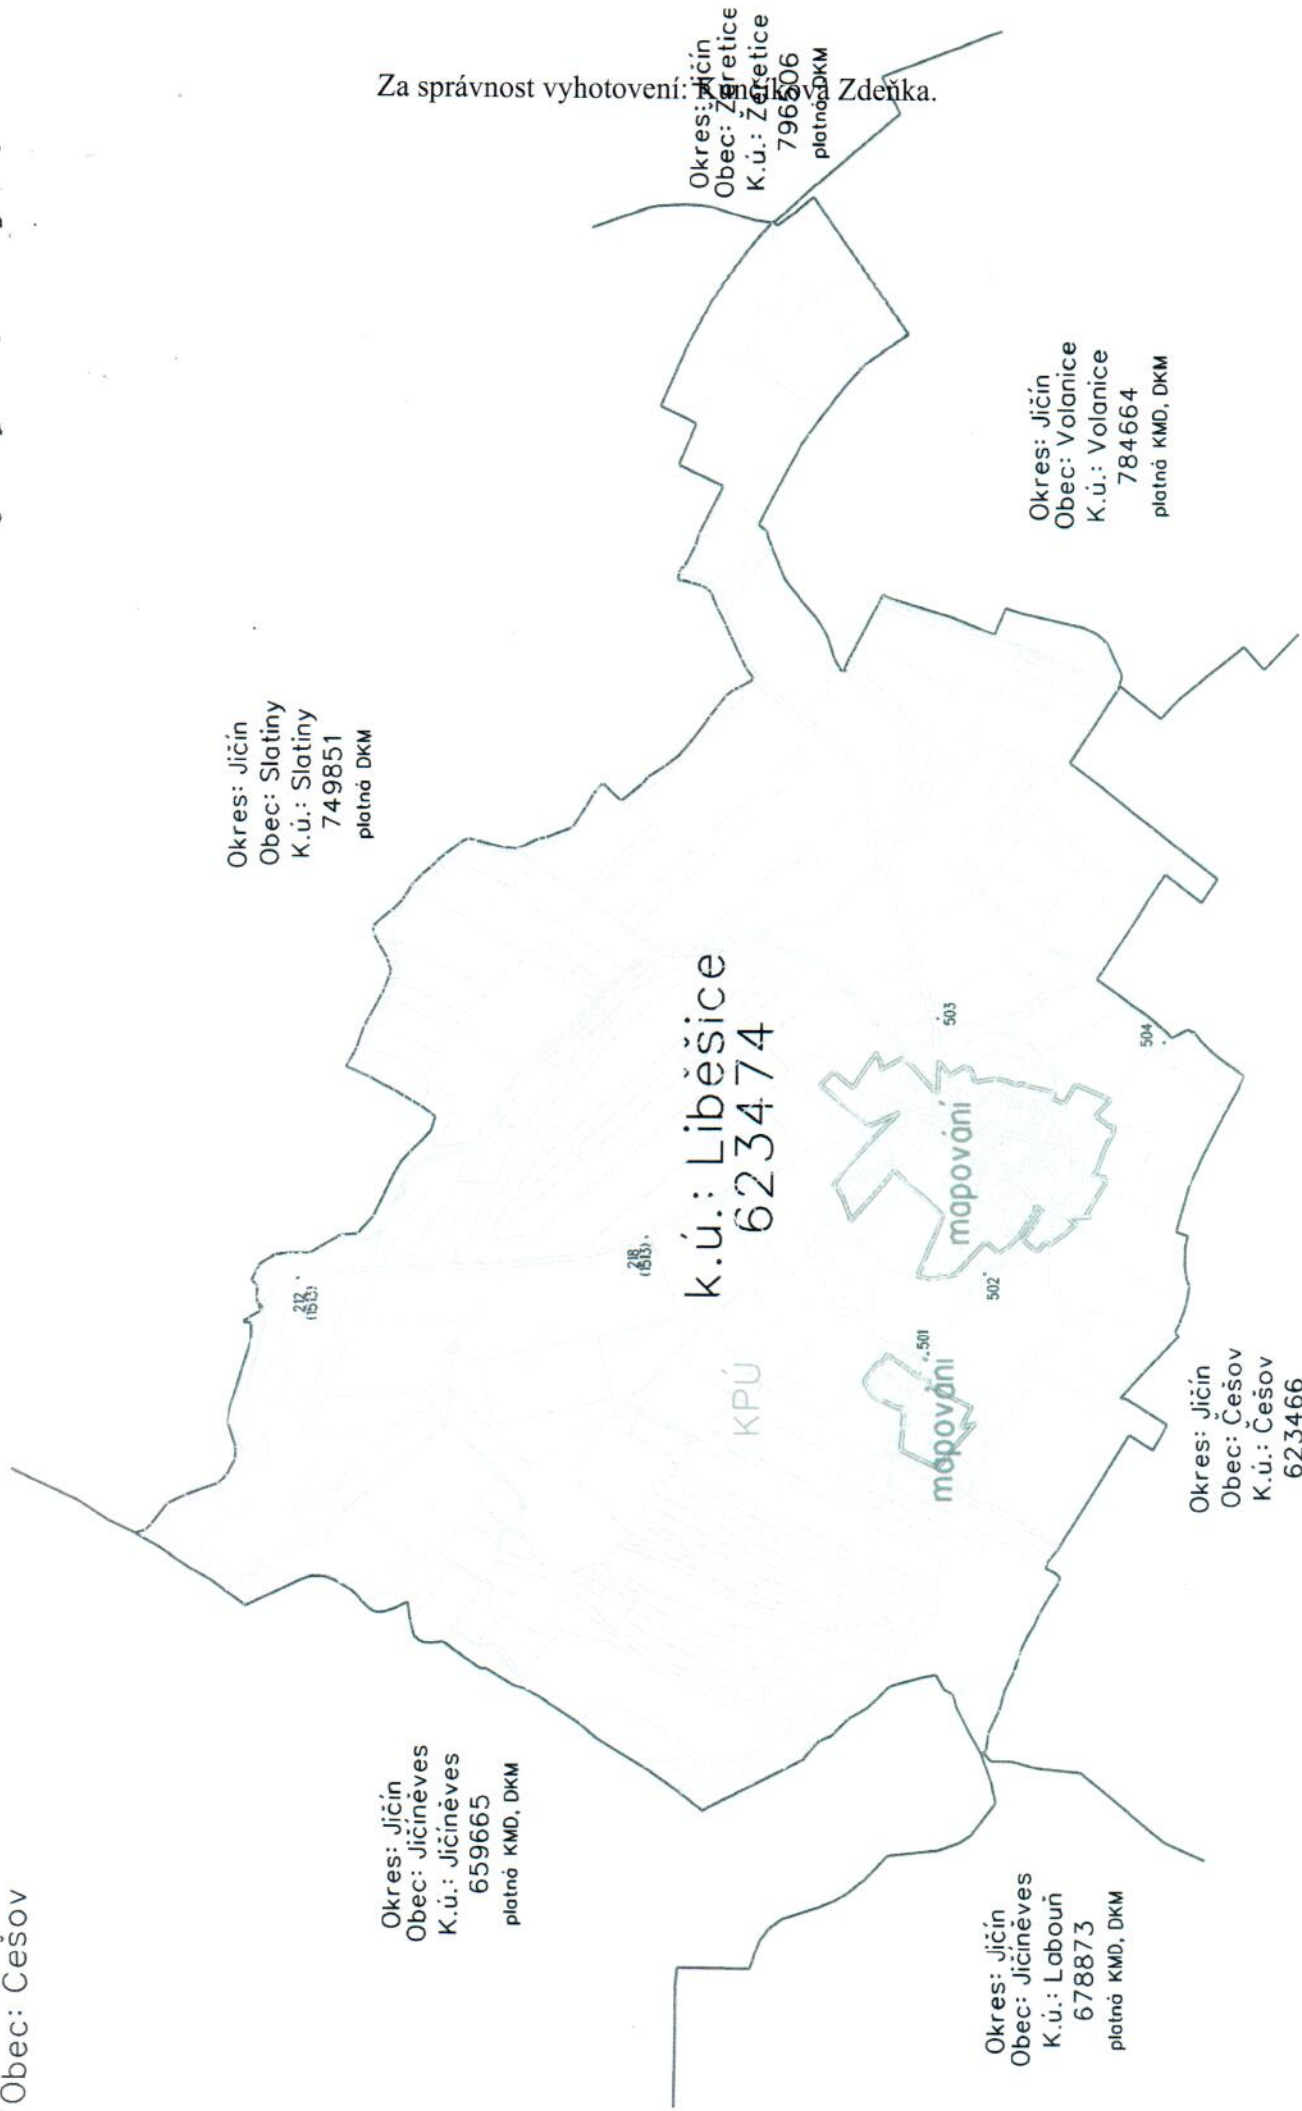 Obec: Češov
Za správnost vyhotovení: Kunčíková Zdeňka.
Okres: Jičín
Obec: Žeretice
K.ú.: Žeretice
796506
platná DKM
Okres: Jičín
Obec: Slatiny
K.ú.: Slatiny
749851
platná DKM
Okres: Jičín
Obec: Volanice
K.ú.: Volanice
784664
platná KMD, DKM
k.ú.: Liběšice
623474
212
(1513)
218
(1513)
KPÚ
mapování
mapování
501
502
503
504
Okres: Jičín
Obec: Jičíněves
K.ú.: Jičíněves
659665
platná KMD, DKM
Okres: Jičín
Obec: Jičíněves
K.ú.: Labouň
678873
platná KMD, DKM
Okres: Jičín
Obec: Češov
K.ú.: Češov
623466